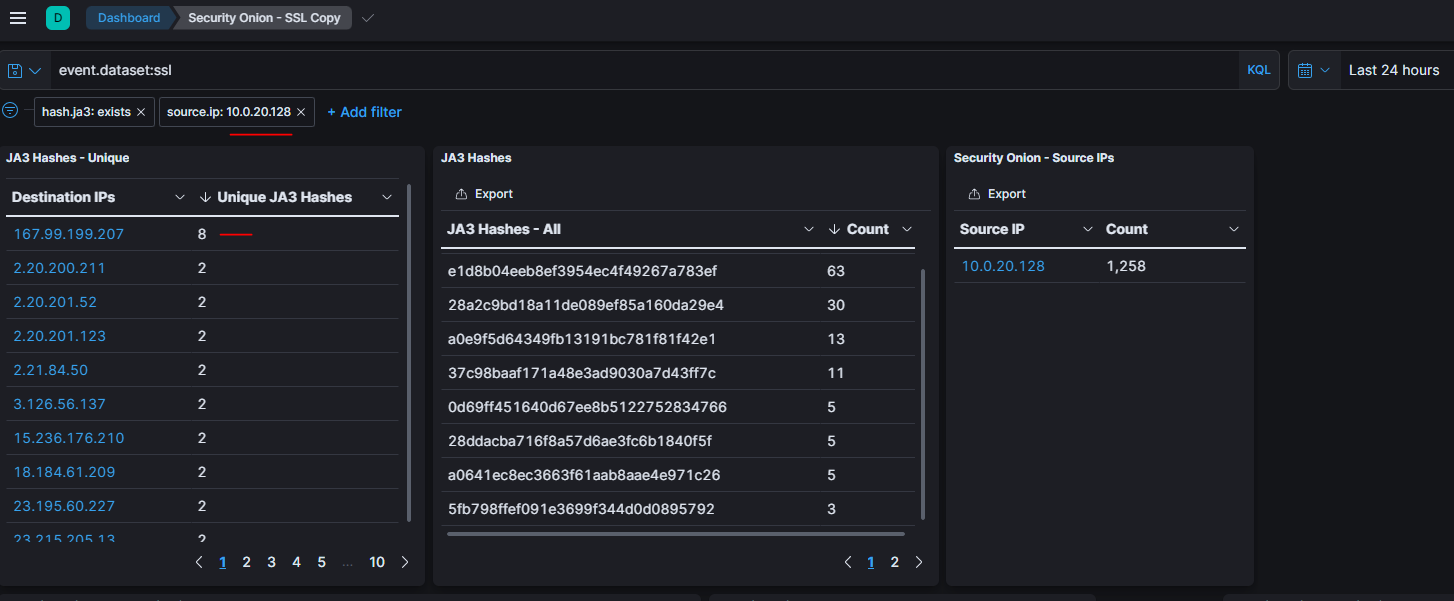 D Dashboard Security Onion - SSL Copy
event.dataset:ssl KQL Last 24 hours
hash.ja3: exists × source.ip: 10.0.20.128 × + Add filter
JA3 Hashes - Unique
Destination IPs Unique JA3 Hashes
167.99.199.207 8
2.20.200.211 2
2.20.201.52 2
2.20.201.123 2
2.21.84.50 2
3.126.56.137 2
15.236.176.210 2
18.184.61.209 2
23.195.60.227 2
23.215.205.13 2
1 2 3 4 5 ... 10
JA3 Hashes
Export
JA3 Hashes - All Count
e1d8b04eeb8ef3954ec4f49267a783ef 63
28a2c9bd18a11de089ef85a160da29e4 30
a0e9f5d64349fb13191bc781f81f42e1 13
37c98baaf171a48e3ad9030a7d43ff7c 11
0d69ff451640d67ee8b5122752834766 5
28ddacba716f8a57d6ae3fc6b1840f5f 5
a0641ec8ec3663f61aab8aae4e971c26 5
5fb798ffef091e3699f344d0d0895792 3
1 2
Security Onion - Source IPs
Export
Source IP Count
10.0.20.128 1,258